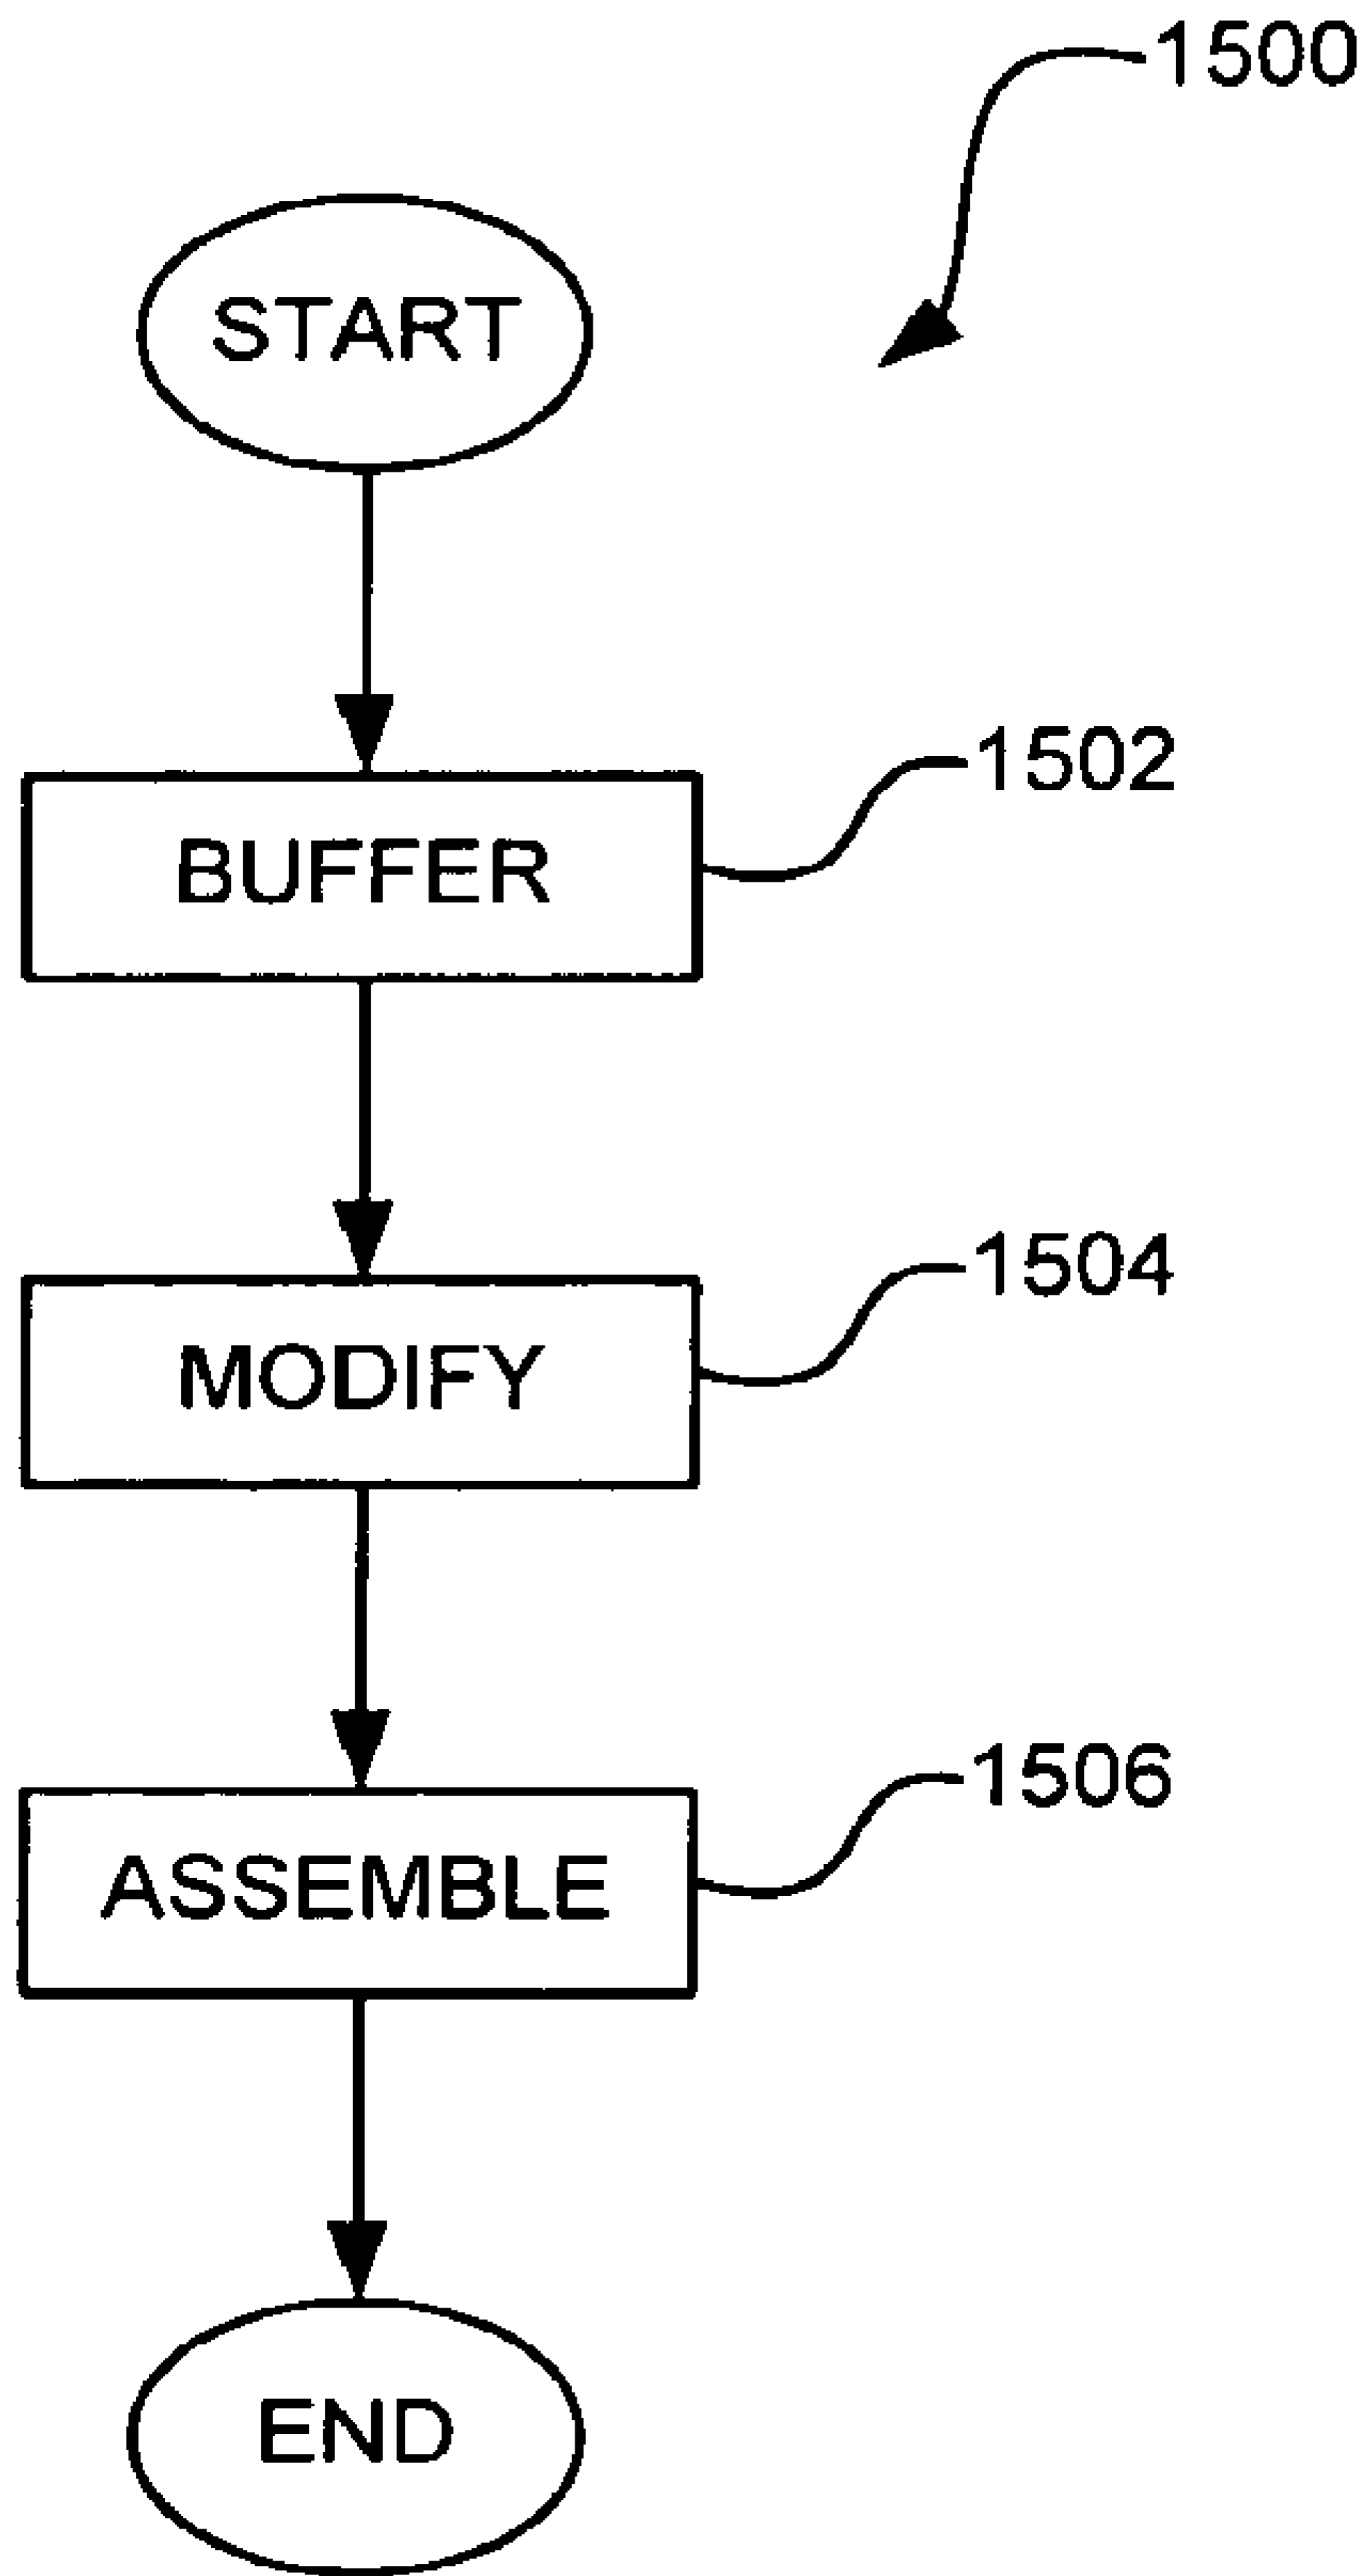 1500
START
1502
BUFFER
1504
MODIFY
1506
ASSEMBLE
END